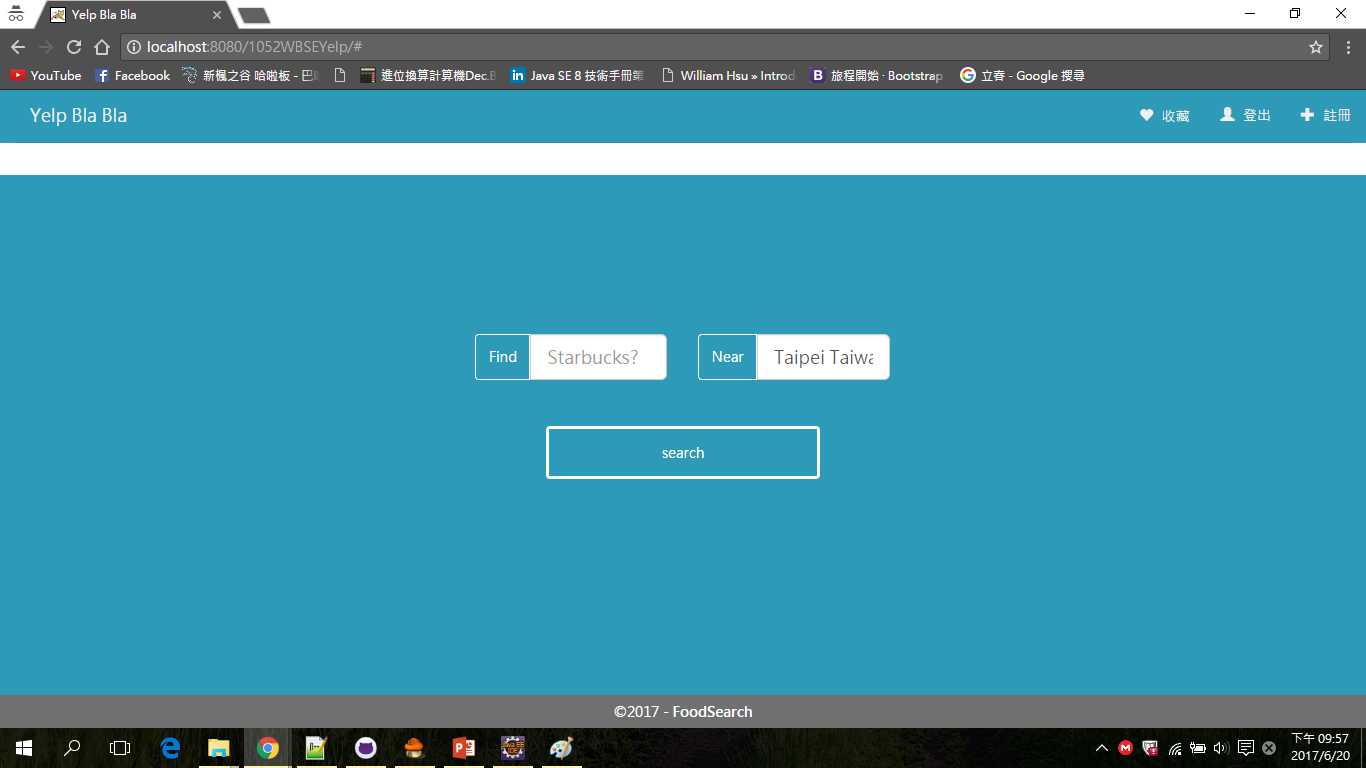 Yelp Bla Bla
localhost:8080/1052WBSEYelp/#
YouTube Facebook 新楓之谷 哈啦板 - 巴 進位換算計算機Dec.B Java SE 8 技術手冊第 William Hsu » Introd 旅程開始 · Bootstrap 立春 - Google 搜尋
Yelp Bla Bla 收藏 登出 註冊
Find Starbucks? Near Taipei Taiwa
search
©2017 - FoodSearch
下午 09:57
2017/6/20